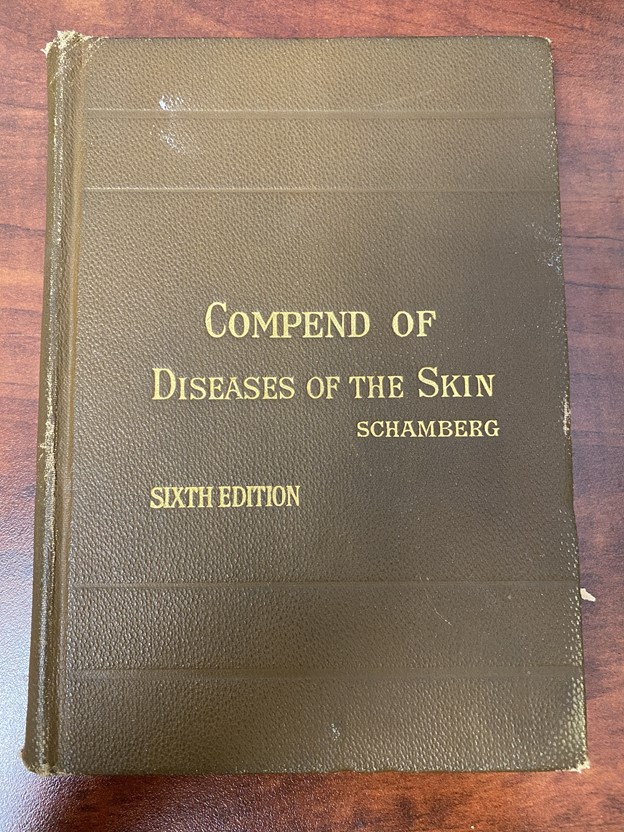 COMPEND OF
DISEASES OF THE SKIN
SCHAMBERG
SIXTH EDITION